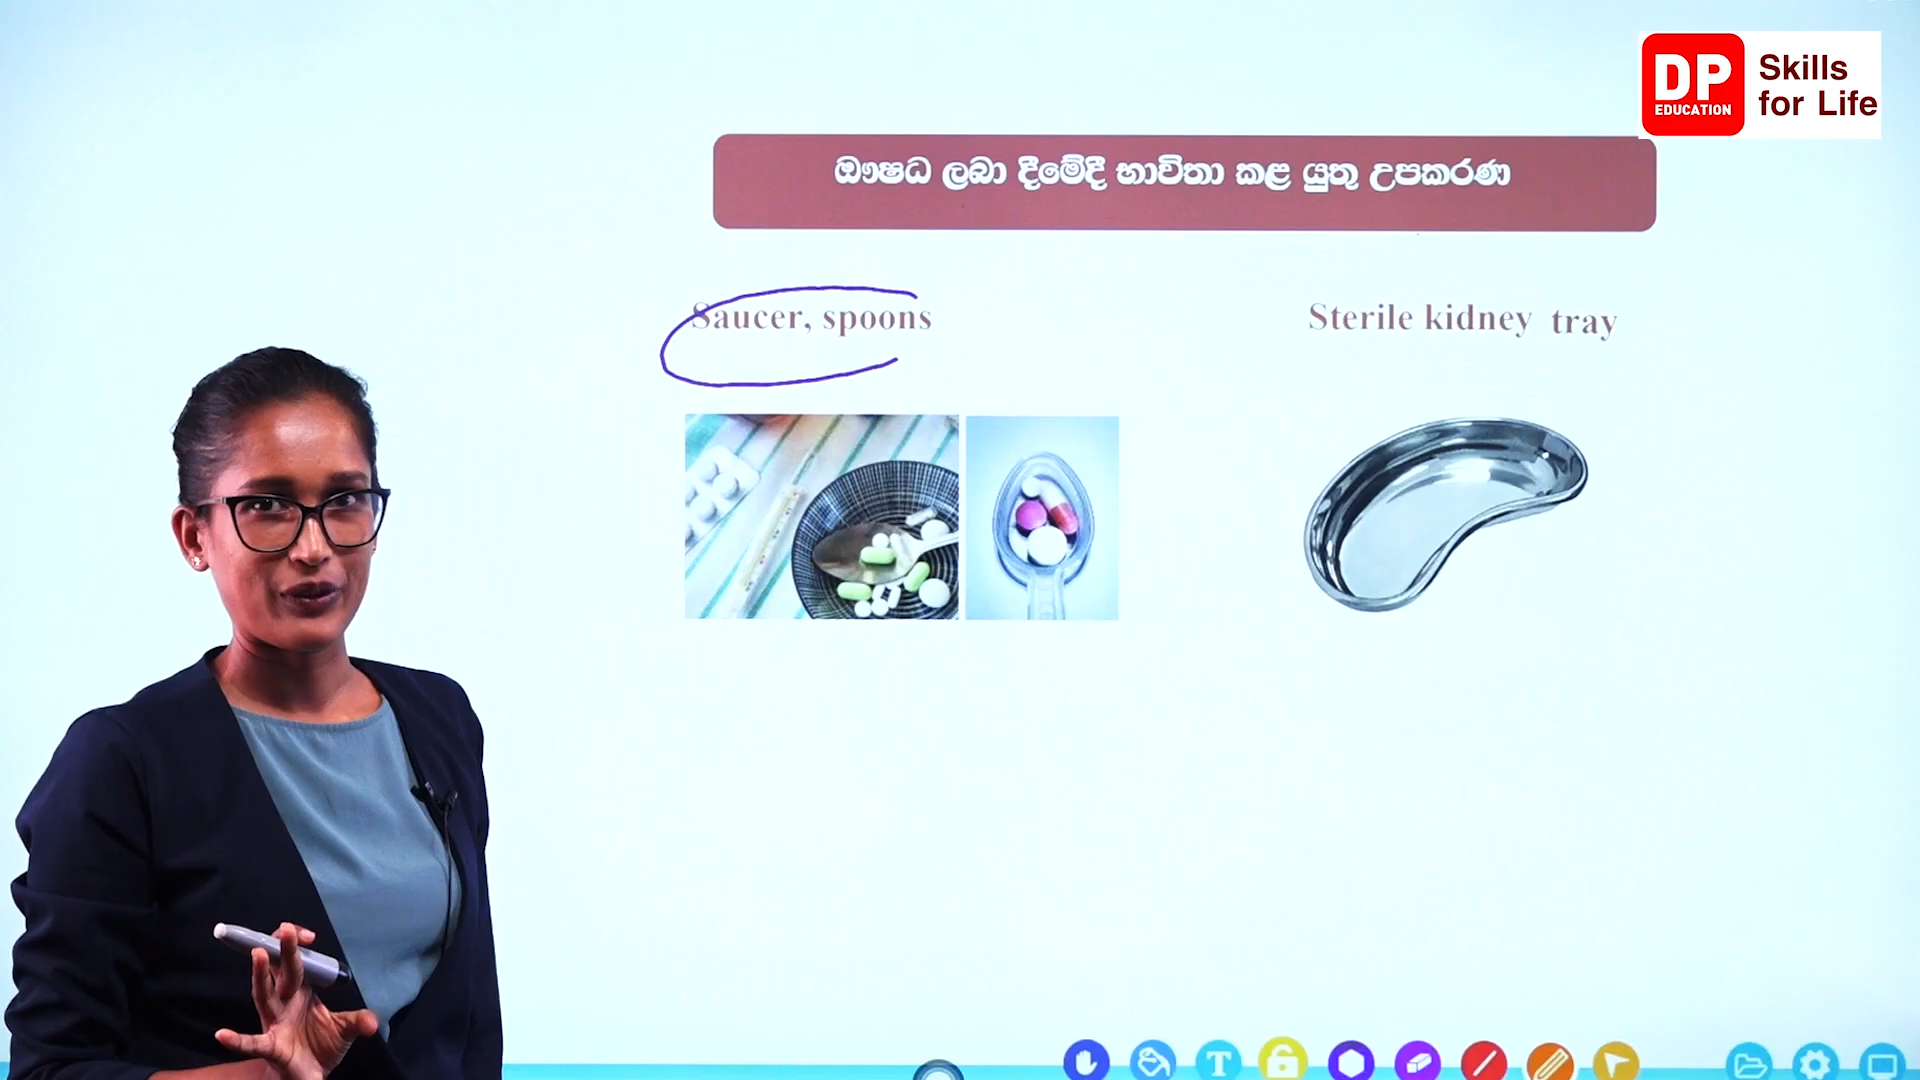 DP
EDUCATION
Skills
for Life
ඖෂධ ලබා දීමේදී භාවිතා කළ යුතු උපකරණ
Saucer, spoons
Sterile kidney tray
T